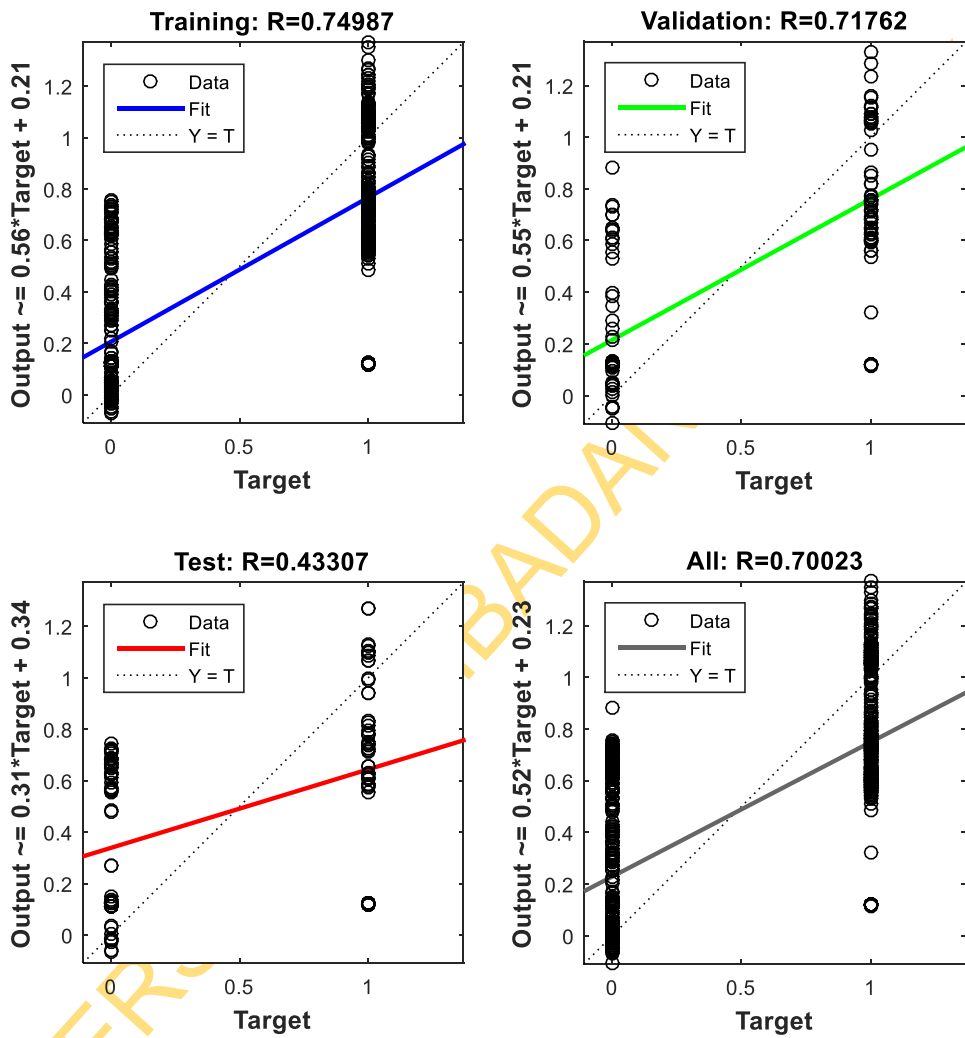 Training: R=0.74987
Output ~= 0.56*Target + 0.21
1.2
1
0.8
0.6
0.4
0.2
0
Data
Fit
Y = T
0
0.5
1
Target
Validation: R=0.71762
Output ~= 0.55*Target + 0.21
1.2
1
0.8
0.6
0.4
0.2
0
Data
Fit
Y = T
0
0.5
1
Target
Test: R=0.43307
Output ~= 0.31*Target + 0.34
1.2
1
0.8
0.6
0.4
0.2
0
Data
Fit
Y = T
0
0.5
1
Target
All: R=0.70023
Output ~= 0.52*Target + 0.23
1.2
1
0.8
0.6
0.4
0.2
0
Data
Fit
Y = T
0
0.5
1
Target